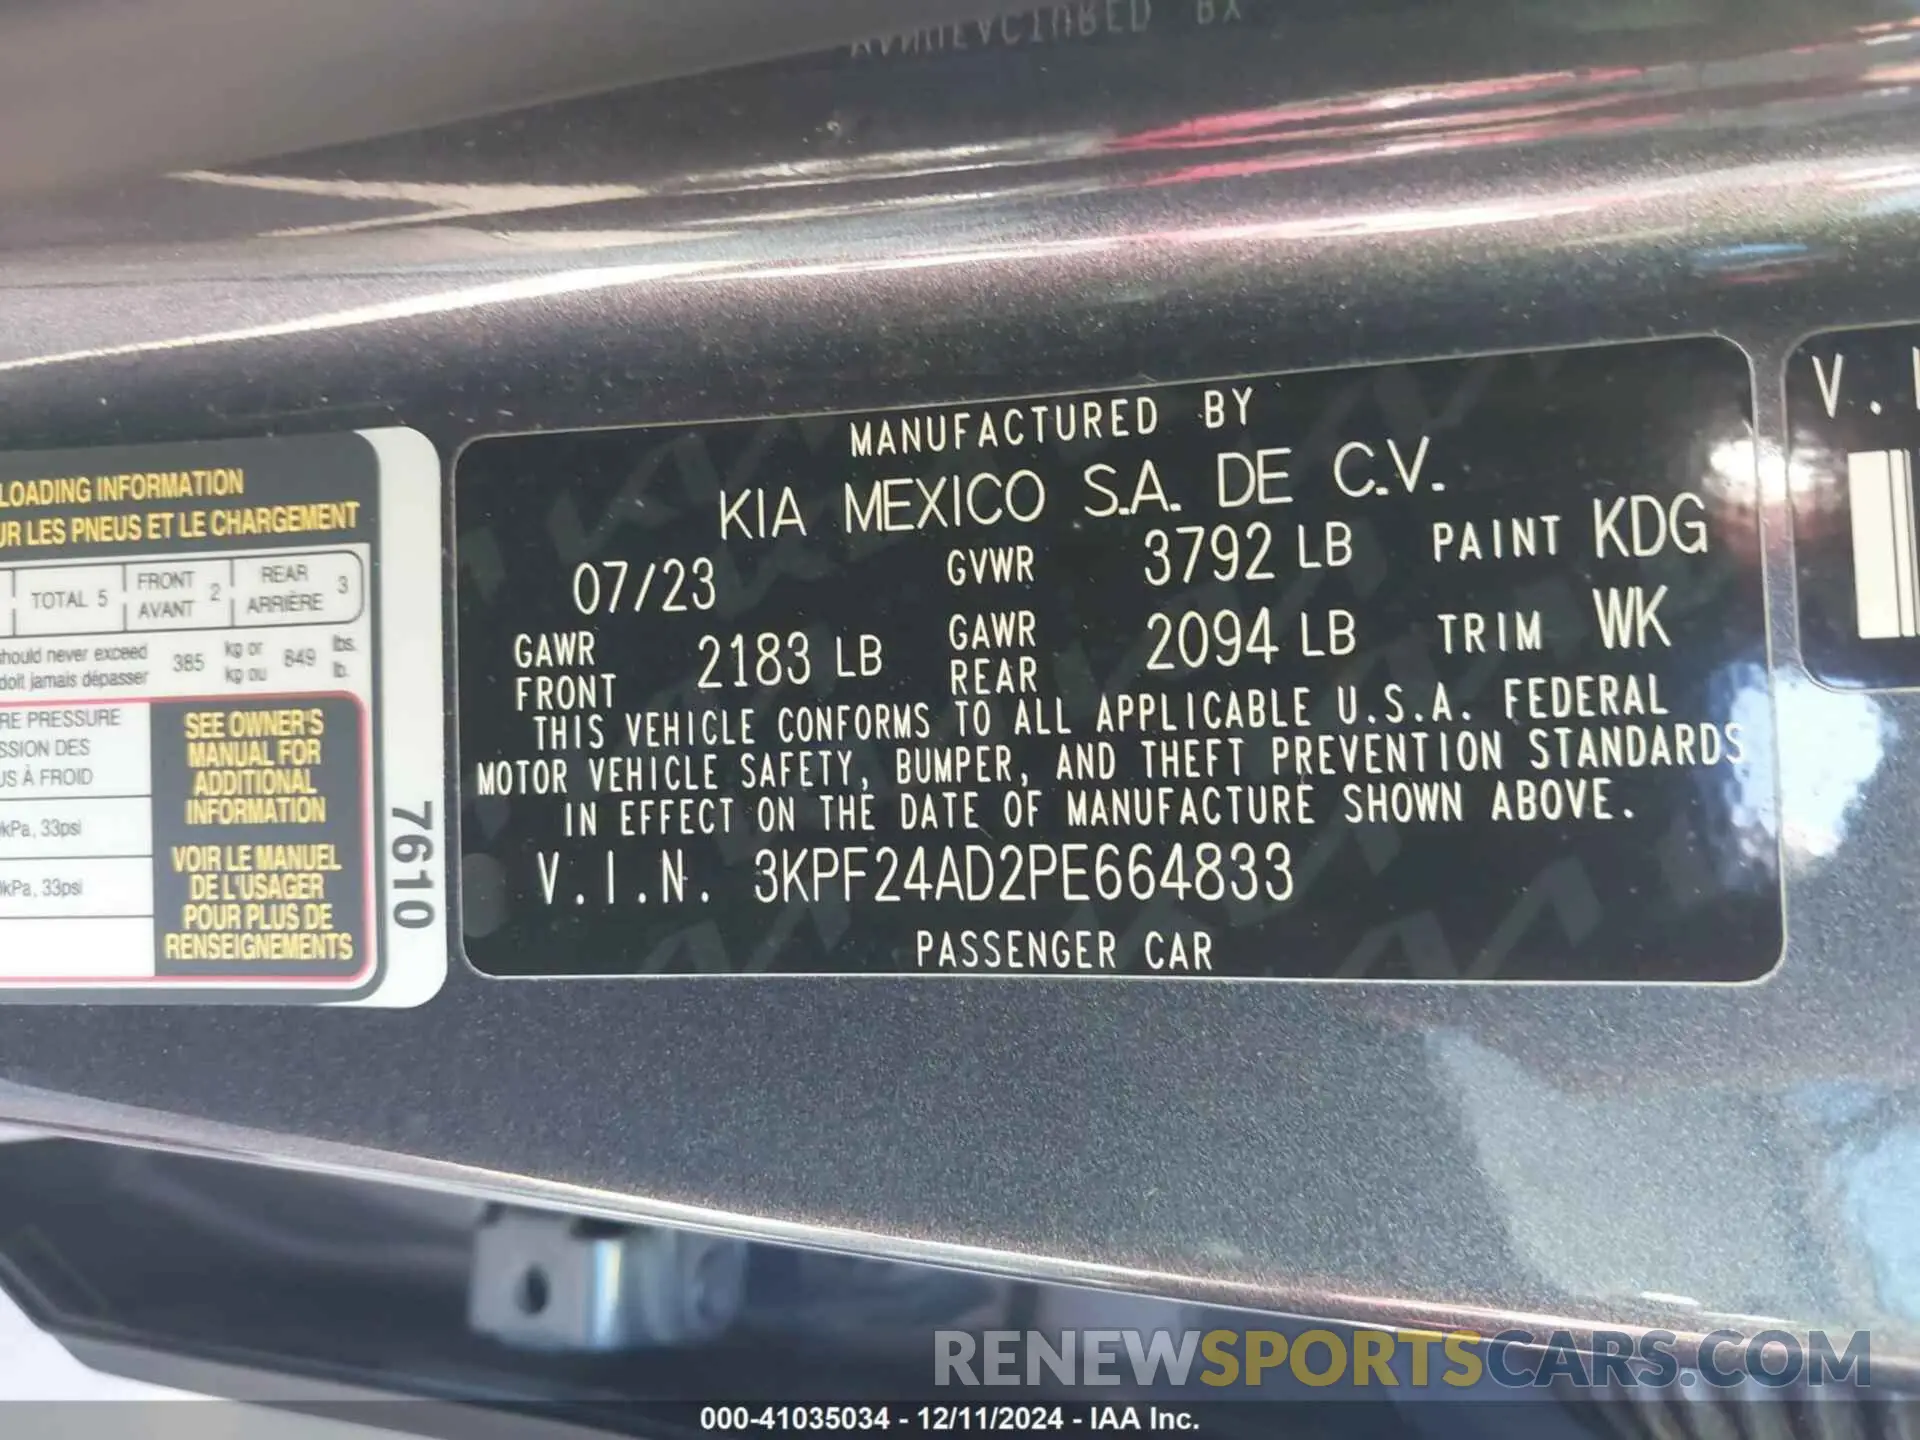 MANUFACTURED BY
LOADING INFORMATION
UR LES PNEUS ET LE CHARGEMENT
TOTAL 5 FRONT AVANT 2 REAR ARRIÈRE 3
should never exceed 385 kg or 849 lbs.
doit jamais dépasser kg ou lb.
RE PRESSURE
SSION DES
US À FROID
kPa, 33psi
kPa, 33psi
SEE OWNER'S
MANUAL FOR
ADDITIONAL
INFORMATION
VOIR LE MANUEL
DE L'USAGER
POUR PLUS DE
RENSEIGNEMENTS
7610
MANUFACTURED BY
KIA MEXICO S.A. DE C.V.
07/23 GVWR 3792 LB PAINT KDG
GAWR FRONT 2183 LB GAWR REAR 2094 LB TRIM WK
THIS VEHICLE CONFORMS TO ALL APPLICABLE U.S.A. FEDERAL
MOTOR VEHICLE SAFETY, BUMPER, AND THEFT PREVENTION STANDARDS
IN EFFECT ON THE DATE OF MANUFACTURE SHOWN ABOVE.
V.I.N. 3KPF24AD2PE664833
PASSENGER CAR
V.
RENEWSPORTSCARS.COM
000-41035034 - 12/11/2024 - IAA Inc.